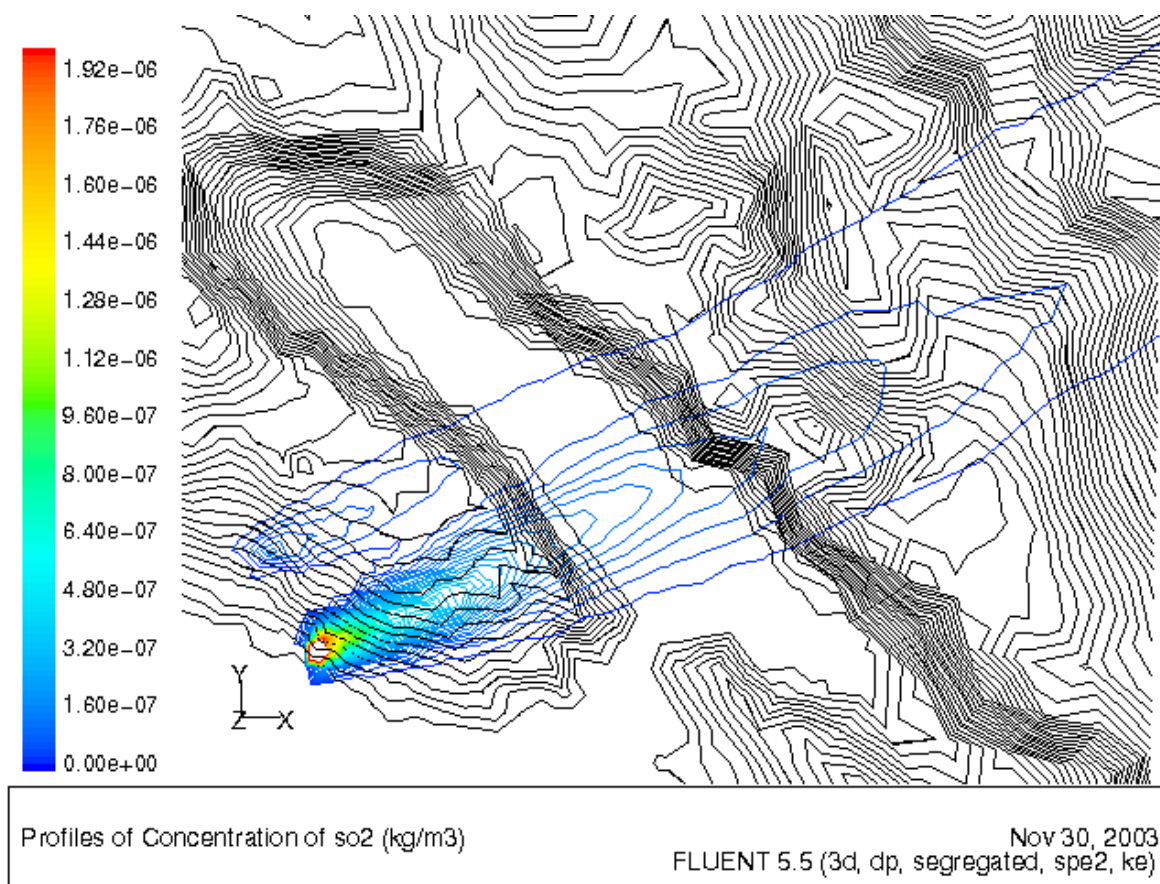 1.92e-06
1.76e-06
1.60e-06
1.44e-06
1.28e-06
1.12e-06
9.60e-07
8.00e-07
6.40e-07
4.80e-07
3.20e-07
1.60e-07
0.00e+00
Y
Z X
Profiles of Concentration of so2 (kg/m3)
Nov 30, 2003
FLUENT 5.5 (3d, dp, segregated, spe2, ke)